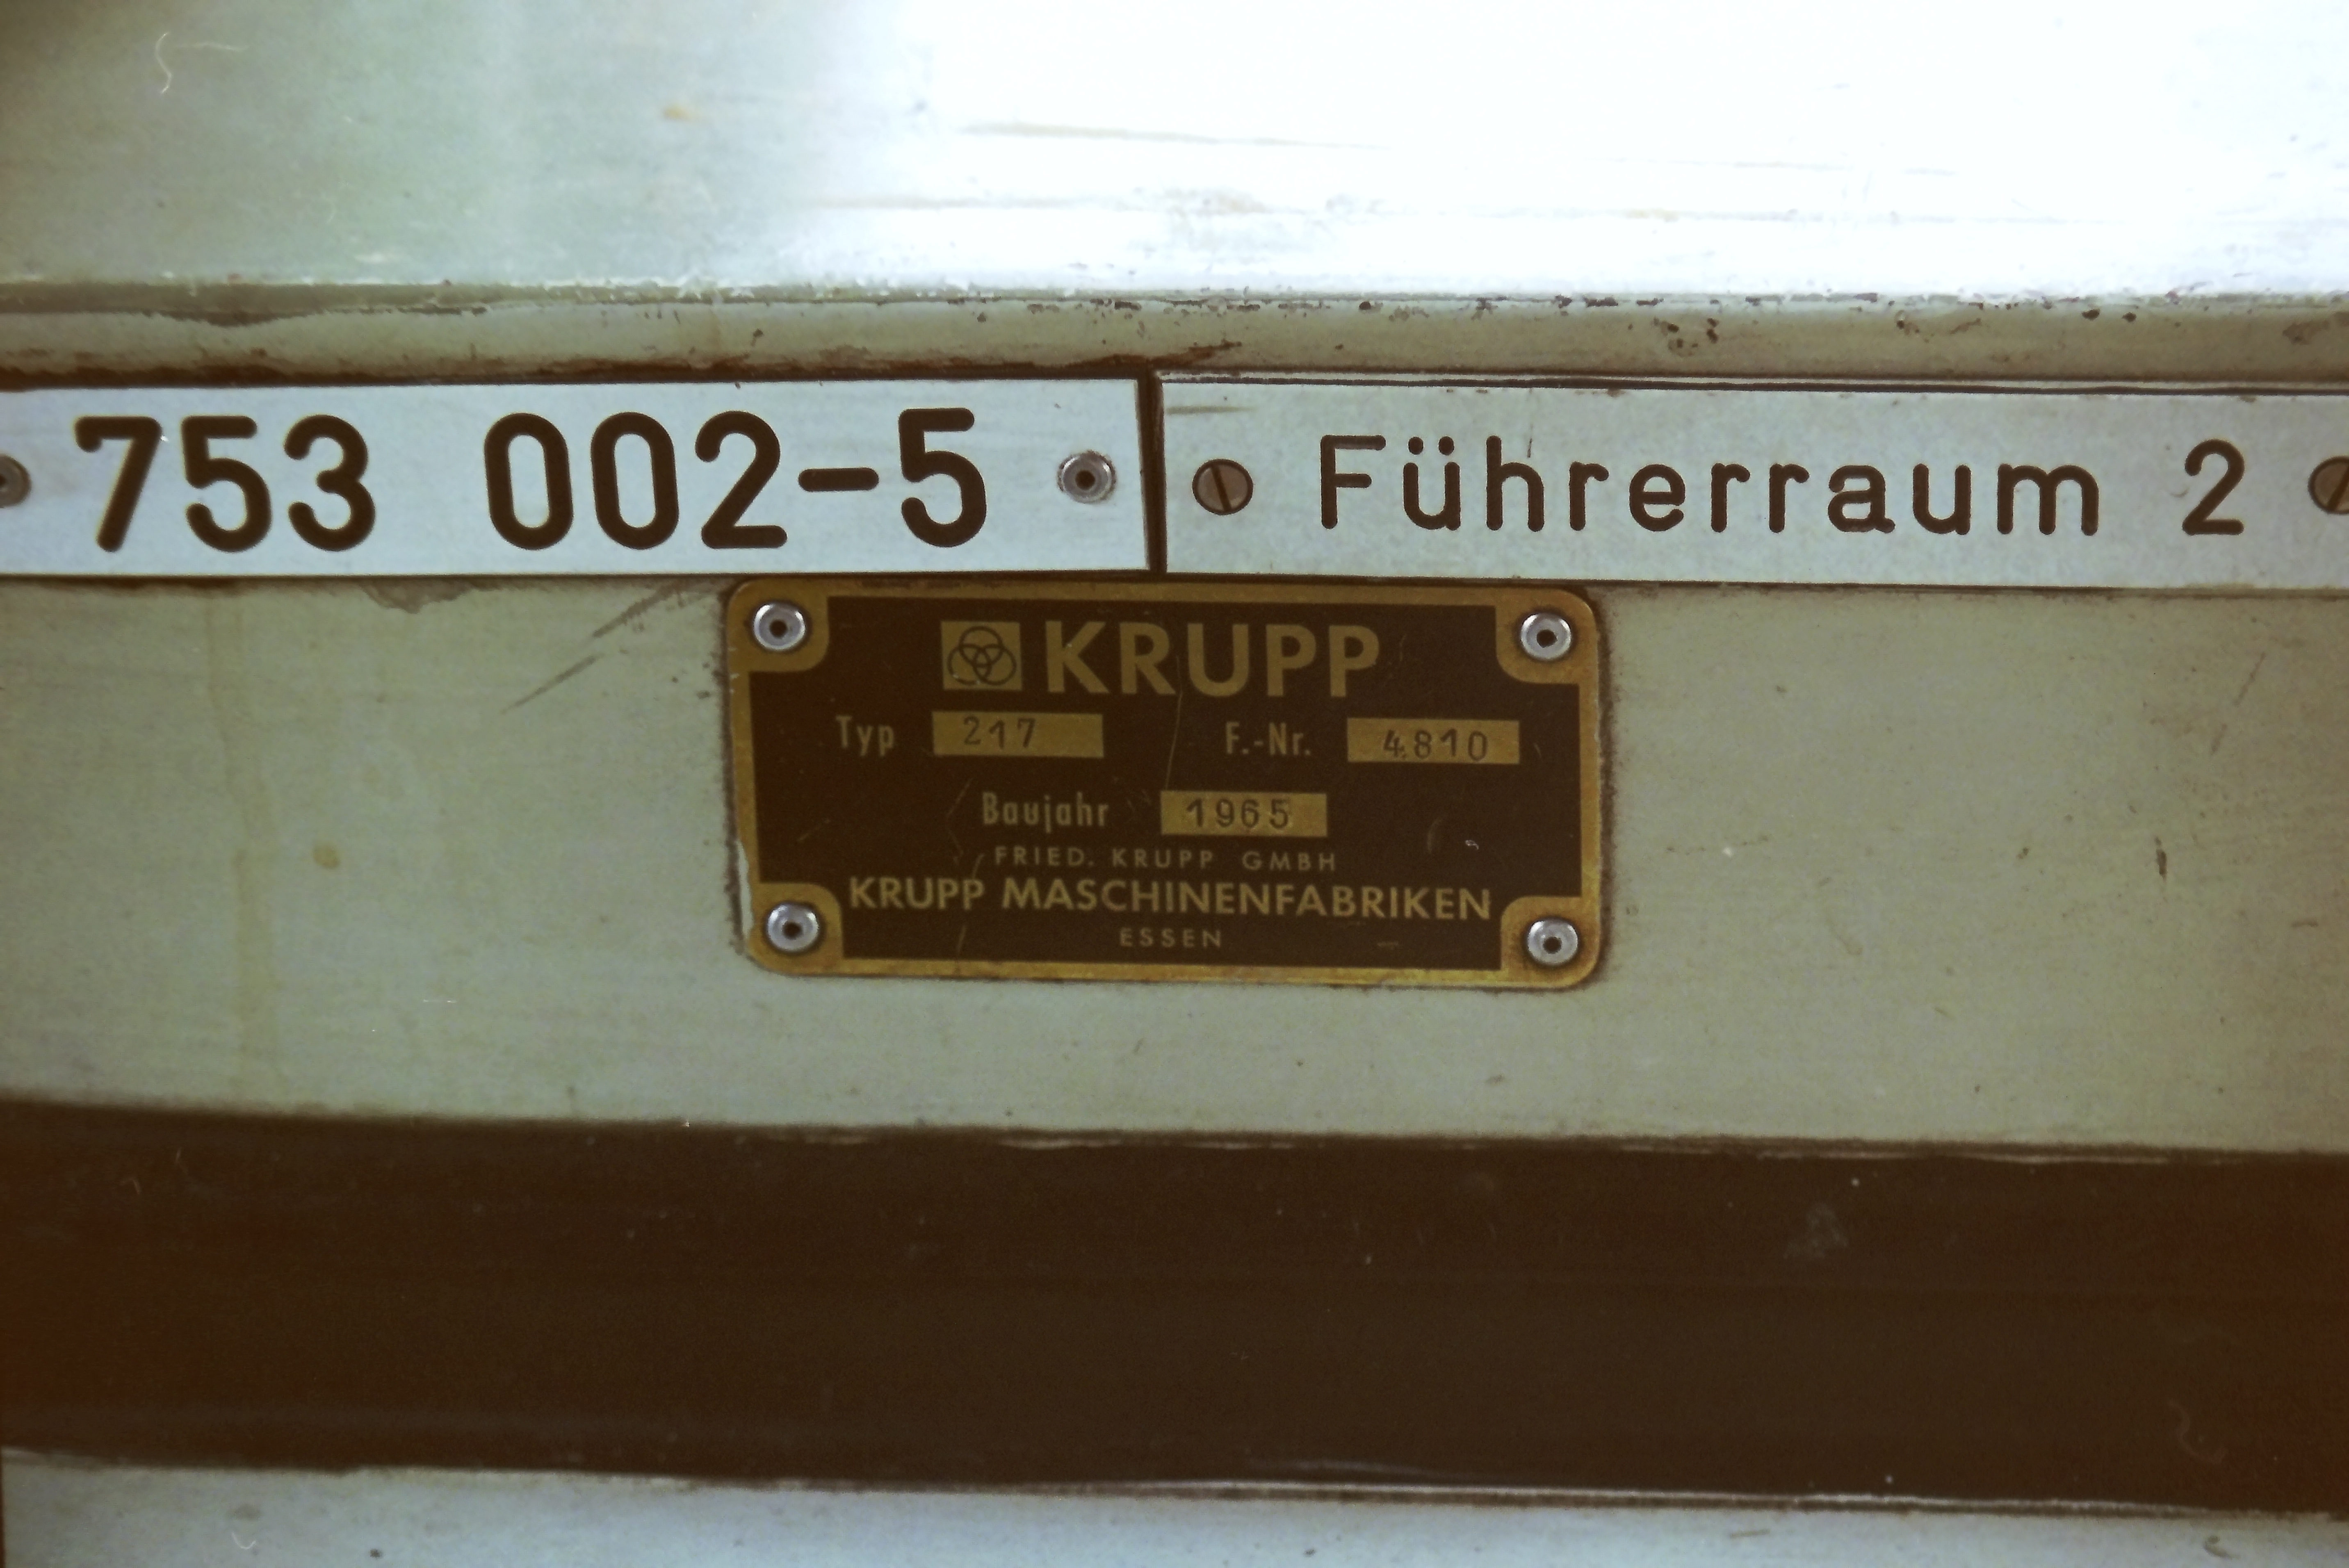 753 002-5 Führerraum 2
KRUPP
Typ 217 F.-Nr. 4810
Baujahr 1965
FRIED. KRUPP GMBH
KRUPP MASCHINENFABRIKEN
ESSEN